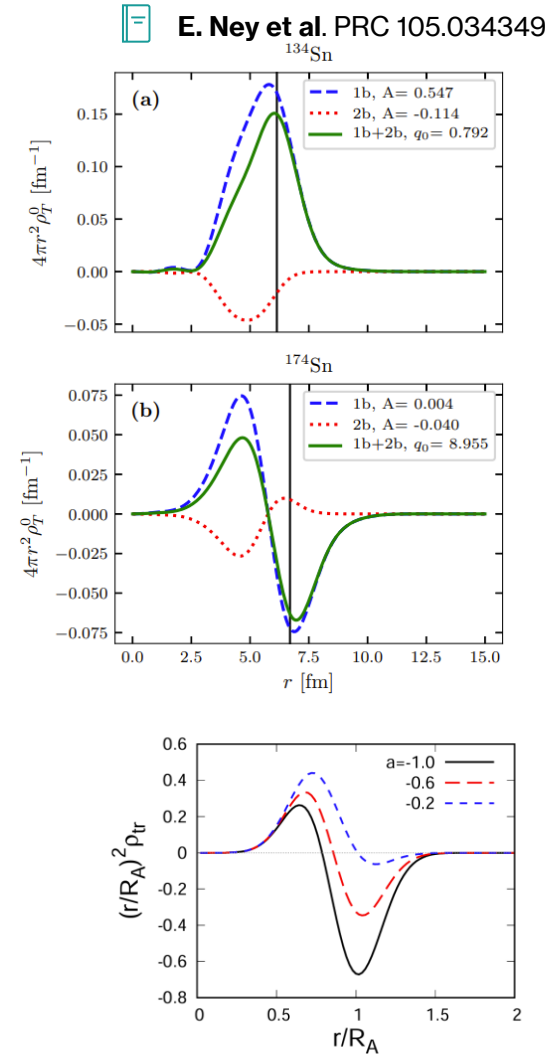 E. Ney et al. PRC 105.034349
¹³⁴Sn
(a)
1b, A= 0.547
2b, A= -0.114
1b+2b, q₀= 0.792
4πr²ρ⁰_T [fm⁻¹]
0.15
0.10
0.05
0.00
−0.05
¹⁷⁴Sn
(b)
1b, A= 0.004
2b, A= -0.040
1b+2b, q₀= 8.955
4πr²ρ⁰_T [fm⁻¹]
0.075
0.050
0.025
0.000
−0.025
−0.050
−0.075
0.0 2.5 5.0 7.5 10.0 12.5 15.0
r [fm]
a=-1.0
-0.6
-0.2
(r/R_A)²ρ_tr
0.6
0.4
0.2
0
-0.2
-0.4
-0.6
-0.8
0 0.5 1 1.5 2
r/R_A